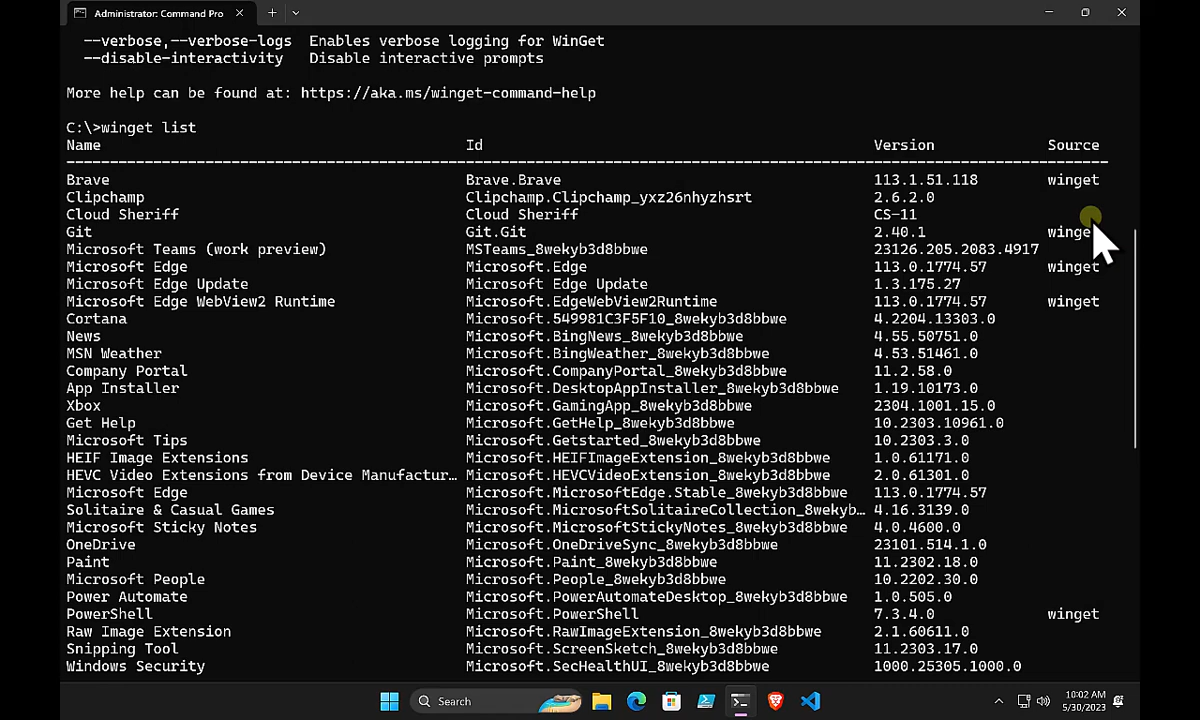 Administrator: Command Pro
--verbose,--verbose-logs  Enables verbose logging for WinGet
--disable-interactivity  Disable interactive prompts
More help can be found at: https://aka.ms/winget-command-help
C:\>winget list
Name Id Version Source
Brave Brave.Brave 113.1.51.118 winget
Clipchamp Clipchamp.Clipchamp_yxz26nhyzhsrt 2.6.2.0
Cloud Sheriff Cloud Sheriff CS-11
Git Git.Git 2.40.1 winget
Microsoft Teams (work preview) MSTeams_8wekyb3d8bbwe 23126.205.2083.4917
Microsoft Edge Microsoft.Edge 113.0.1774.57 winget
Microsoft Edge Update Microsoft Edge Update 1.3.175.27
Microsoft Edge WebView2 Runtime Microsoft.EdgeWebView2Runtime 113.0.1774.57 winget
Cortana Microsoft.549981C3F5F10_8wekyb3d8bbwe 4.2204.13303.0
News Microsoft.BingNews_8wekyb3d8bbwe 4.55.50751.0
MSN Weather Microsoft.BingWeather_8wekyb3d8bbwe 4.53.51461.0
Company Portal Microsoft.CompanyPortal_8wekyb3d8bbwe 11.2.58.0
App Installer Microsoft.DesktopAppInstaller_8wekyb3d8bbwe 1.19.10173.0
Xbox Microsoft.GamingApp_8wekyb3d8bbwe 2304.1001.15.0
Get Help Microsoft.GetHelp_8wekyb3d8bbwe 10.2303.10961.0
Microsoft Tips Microsoft.Getstarted_8wekyb3d8bbwe 10.2303.3.0
HEIF Image Extensions Microsoft.HEIFImageExtension_8wekyb3d8bbwe 1.0.61171.0
HEVC Video Extensions from Device Manufactur… Microsoft.HEVCVideoExtension_8wekyb3d8bbwe 2.0.61301.0
Microsoft Edge Microsoft.MicrosoftEdge.Stable_8wekyb3d8bbwe 113.0.1774.57
Solitaire & Casual Games Microsoft.MicrosoftSolitaireCollection_8wekyb… 4.16.3139.0
Microsoft Sticky Notes Microsoft.MicrosoftStickyNotes_8wekyb3d8bbwe 4.0.4600.0
OneDrive Microsoft.OneDriveSync_8wekyb3d8bbwe 23101.514.1.0
Paint Microsoft.Paint_8wekyb3d8bbwe 11.2302.18.0
Microsoft People Microsoft.People_8wekyb3d8bbwe 10.2202.30.0
Power Automate Microsoft.PowerAutomateDesktop_8wekyb3d8bbwe 1.0.505.0
PowerShell Microsoft.PowerShell 7.3.4.0 winget
Raw Image Extension Microsoft.RawImageExtension_8wekyb3d8bbwe 2.1.60611.0
Snipping Tool Microsoft.ScreenSketch_8wekyb3d8bbwe 11.2303.17.0
Windows Security Microsoft.SecHealthUI_8wekyb3d8bbwe 1000.25305.1000.0
Search
10:02 AM
5/30/2023